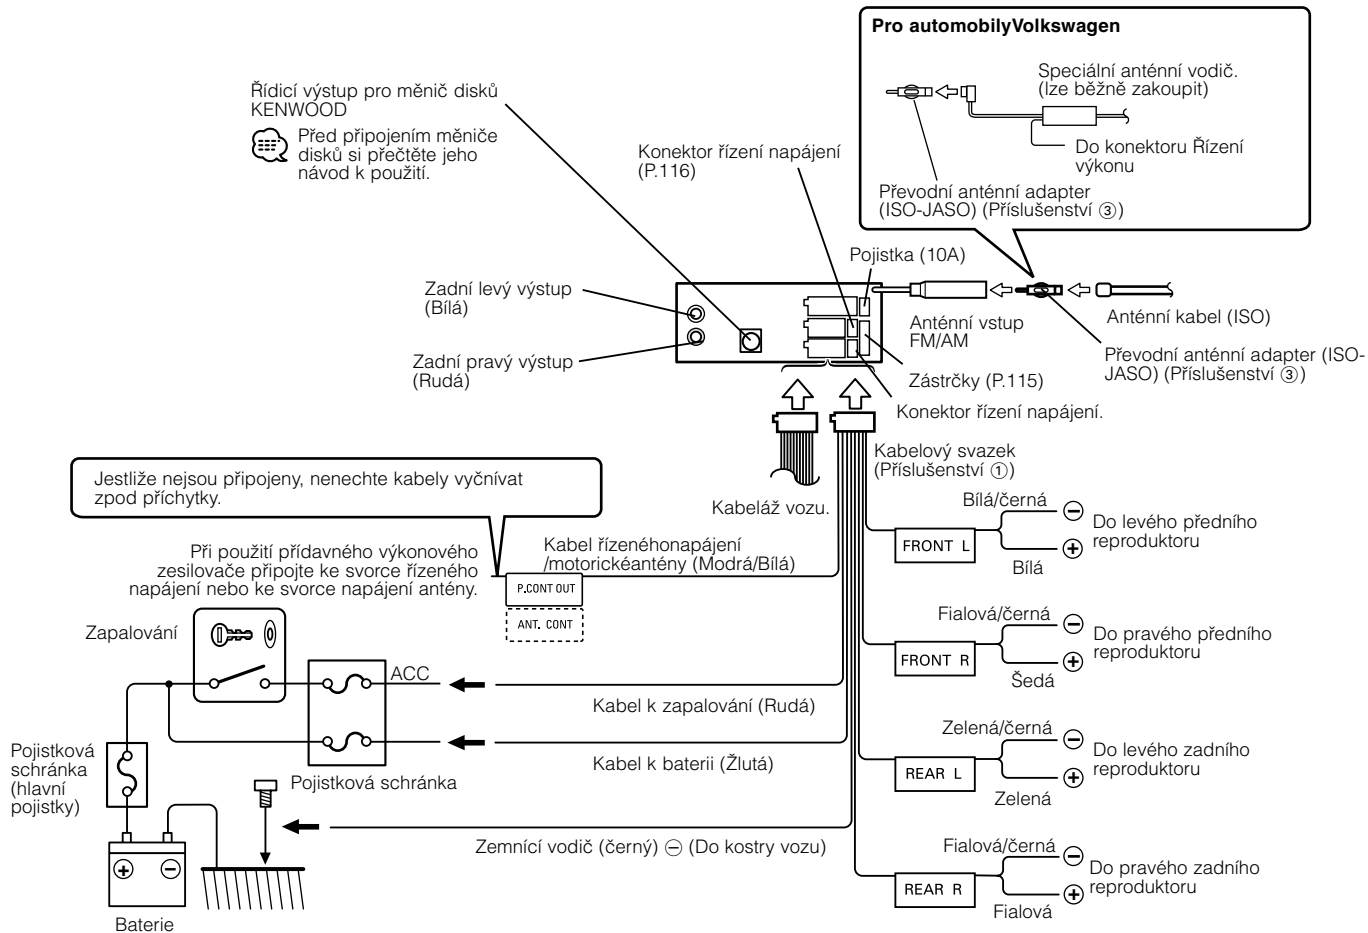 Pro automobilyVolkswagen
Speciální anténní vodič.
(lze běžně zakoupit)
Do konektoru Řízení
výkonu
Převodní anténní adapter
(ISO-JASO) (Příslušenství ③)
Řídicí výstup pro měnič disků
KENWOOD
Před připojením měniče
disků si přečtěte jeho
návod k použití.
Konektor řízení napájení
(P.116)
Pojistka (10A)
Zadní levý výstup
(Bílá)
Zadní pravý výstup
(Rudá)
Anténní vstup
FM/AM
Anténní kabel (ISO)
Převodní anténní adapter (ISO-
JASO) (Příslušenství ③)
Zástrčky (P.115)
Konektor řízení napájení.
Kabelový svazek
(Příslušenství ①)
Kabeláž vozu.
Jestliže nejsou připojeny, nenechte kabely vyčnívat
zpod příchytky.
Při použití přídavného výkonového
zesilovače připojte ke svorce řízeného
napájení nebo ke svorce napájení antény.
Kabel řízenéhonapájení
/motorickéantény (Modrá/Bílá)
P.CONT OUT
ANT. CONT
Zapalování
ACC
Kabel k zapalování (Rudá)
Kabel k baterii (Žlutá)
Pojistková
schránka
(hlavní
pojistky)
Pojistková schránka
Zemnící vodič (černý) ⊖ (Do kostry vozu)
⊕ ⊖
Baterie
Bílá/černá
⊖
FRONT L
Do levého předního
reproduktoru
⊕
Bílá
Fialová/černá
⊖
FRONT R
Do pravého předního
reproduktoru
⊕
Šedá
Zelená/černá
⊖
REAR L
Do levého zadního
reproduktoru
⊕
Zelená
Fialová/černá
⊖
REAR R
Do pravého zadního
reproduktoru
⊕
Fialová